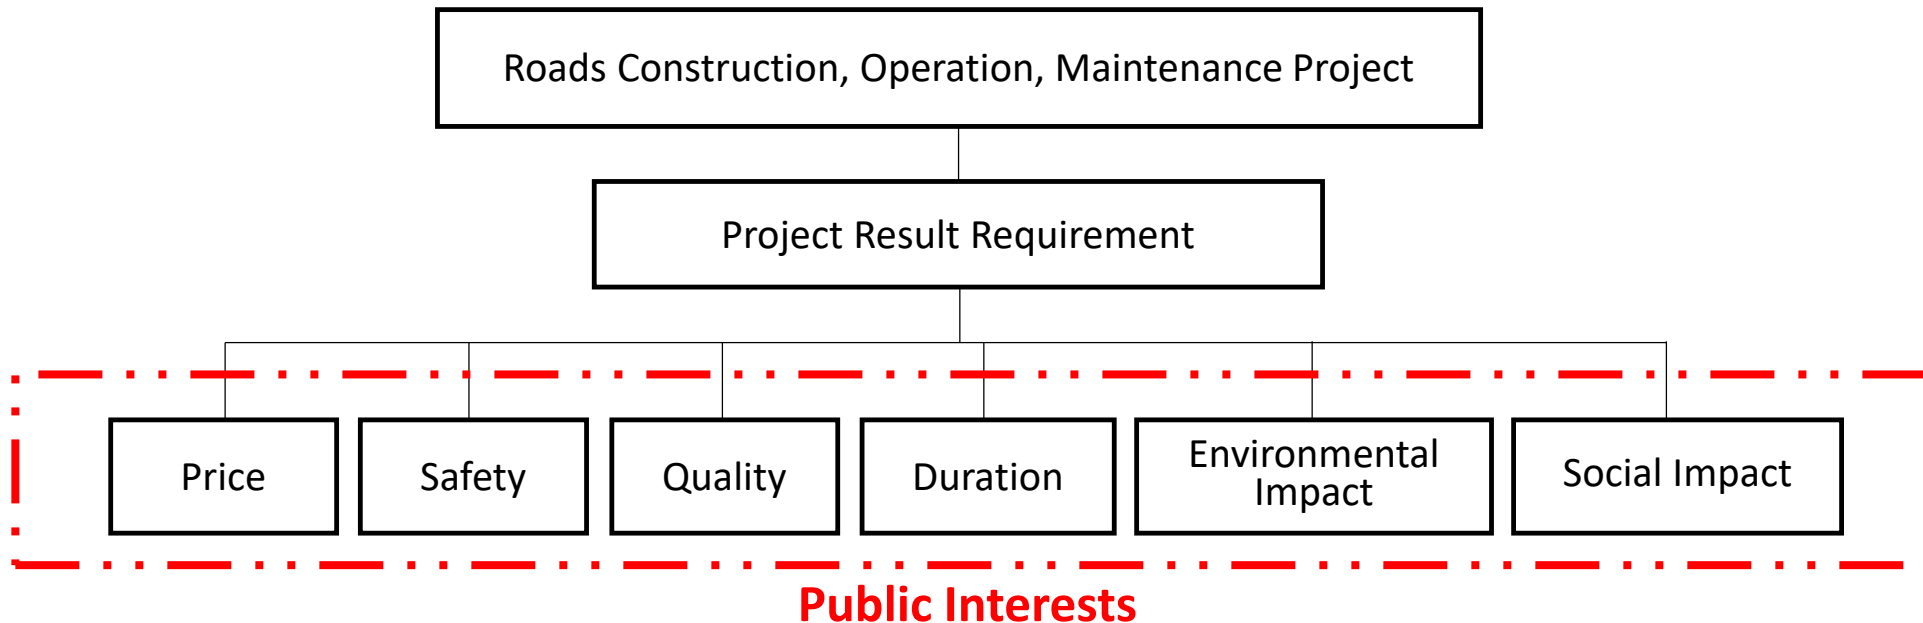 Roads Construction, Operation, Maintenance Project
Project Result Requirement
Price
Safety
Quality
Duration
Environmental
Impact
Social Impact
Public Interests